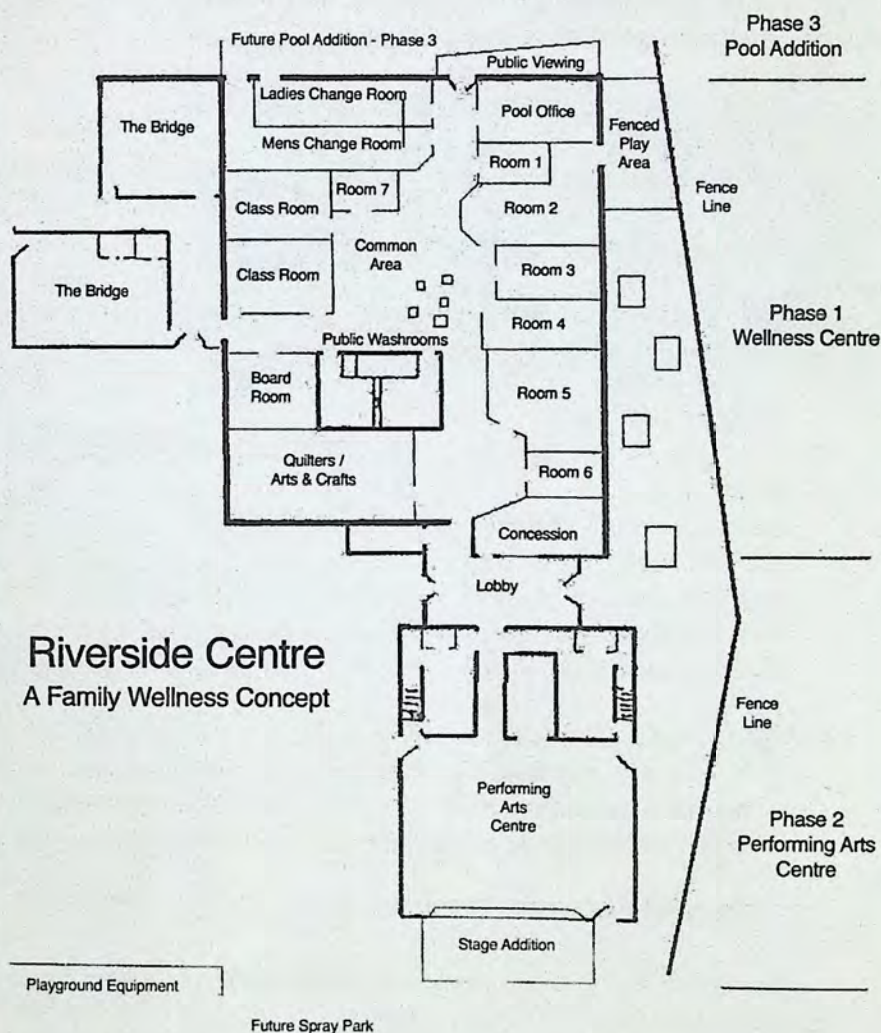 Phase 3
Pool Addition
Future Pool Addition - Phase 3
Public Viewing
Ladies Change Room
Pool Office
The Bridge
Fenced
Play
Area
Mens Change Room
Room 1
Room 7
Fence
Line
Class Room
Room 2
Common
Area
Class Room
Room 3
The Bridge
Phase 1
Wellness Centre
Room 4
Public Washrooms
Board
Room
Room 5
Quilters /
Arts & Crafts
Room 6
Concession
Lobby
Riverside Centre
A Family Wellness Concept
Fence
Line
Performing
Arts
Centre
Phase 2
Performing Arts
Centre
Stage Addition
Playground Equipment
Future Spray Park